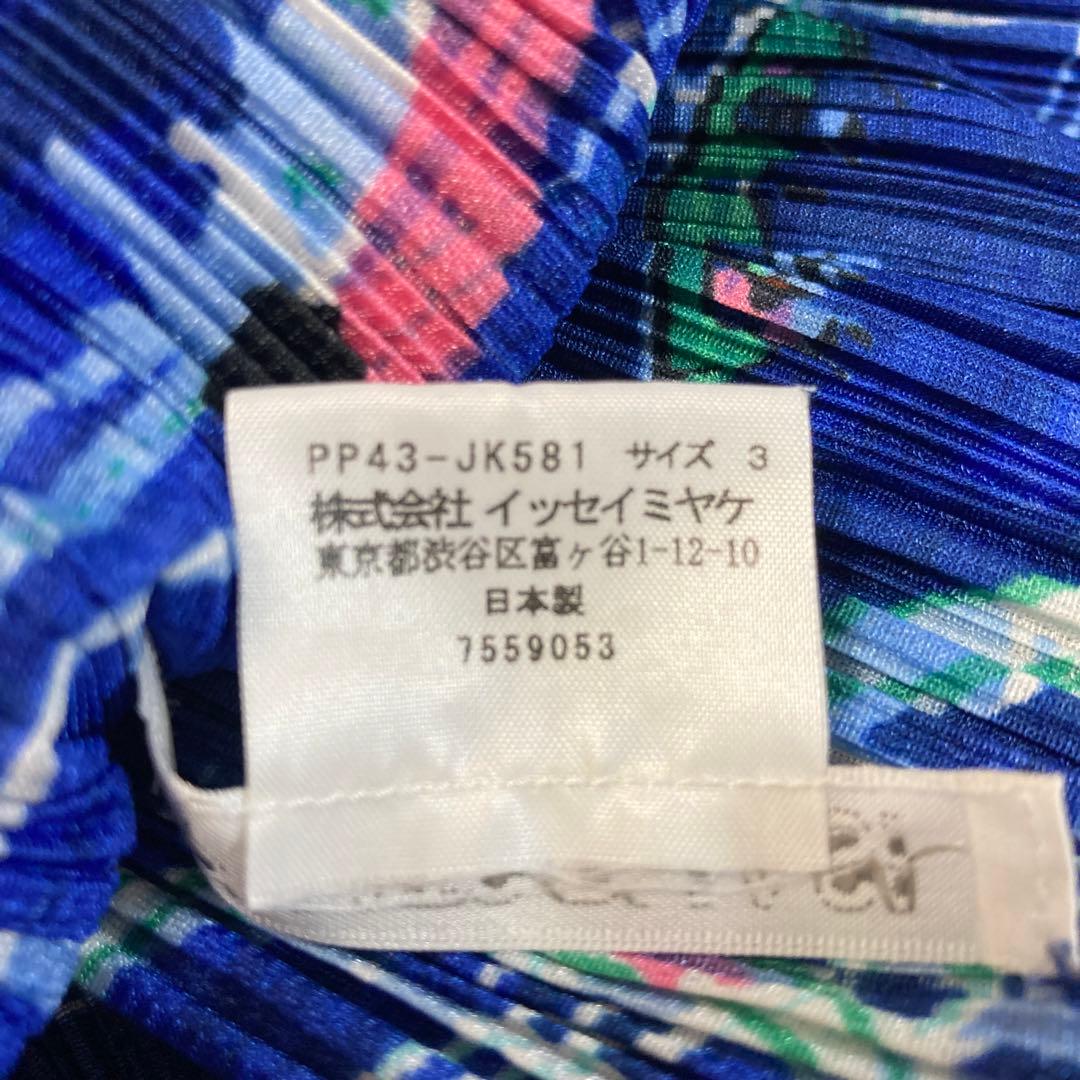 PP43-JK581 サイズ 3
株式会社 イッセイミヤケ
東京都渋谷区富ヶ谷1-12-10
日本製
7559053